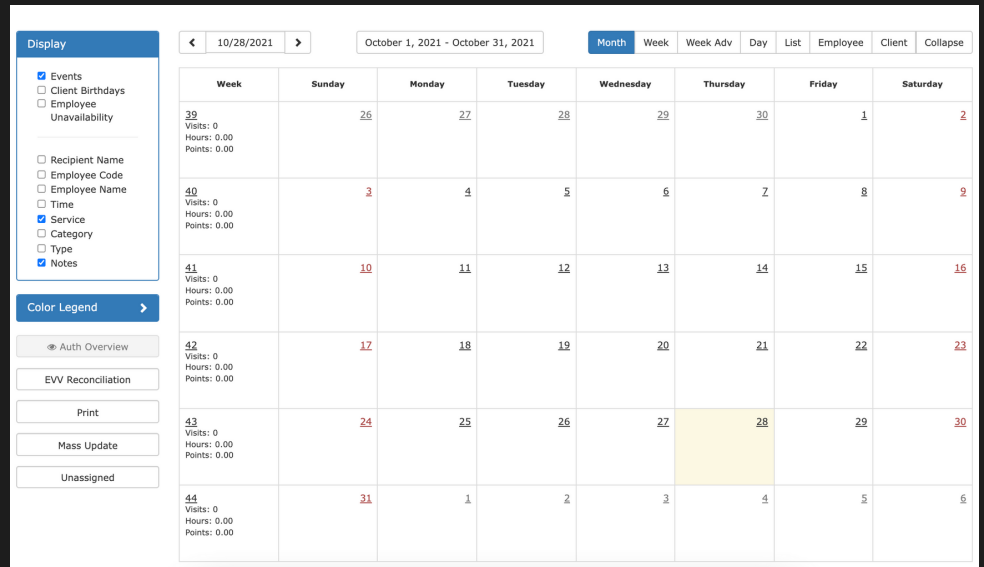 Display
Events
Client Birthdays
Employee
Unavailability
Recipient Name
Employee Code
Employee Name
Time
Service
Category
Type
Notes
Color Legend
Auth Overview
EVV Reconciliation
Print
Mass Update
Unassigned
10/28/2021
October 1, 2021 - October 31, 2021
Month Week Week Adv Day List Employee Client Collapse
Week Sunday Monday Tuesday Wednesday Thursday Friday Saturday
39 26 27 28 29 30 1 2
Visits: 0
Hours: 0.00
Points: 0.00
40 3 4 5 6 7 8 9
Visits: 0
Hours: 0.00
Points: 0.00
41 10 11 12 13 14 15 16
Visits: 0
Hours: 0.00
Points: 0.00
42 17 18 19 20 21 22 23
Visits: 0
Hours: 0.00
Points: 0.00
43 24 25 26 27 28 29 30
Visits: 0
Hours: 0.00
Points: 0.00
44 31 1 2 3 4 5 6
Visits: 0
Hours: 0.00
Points: 0.00